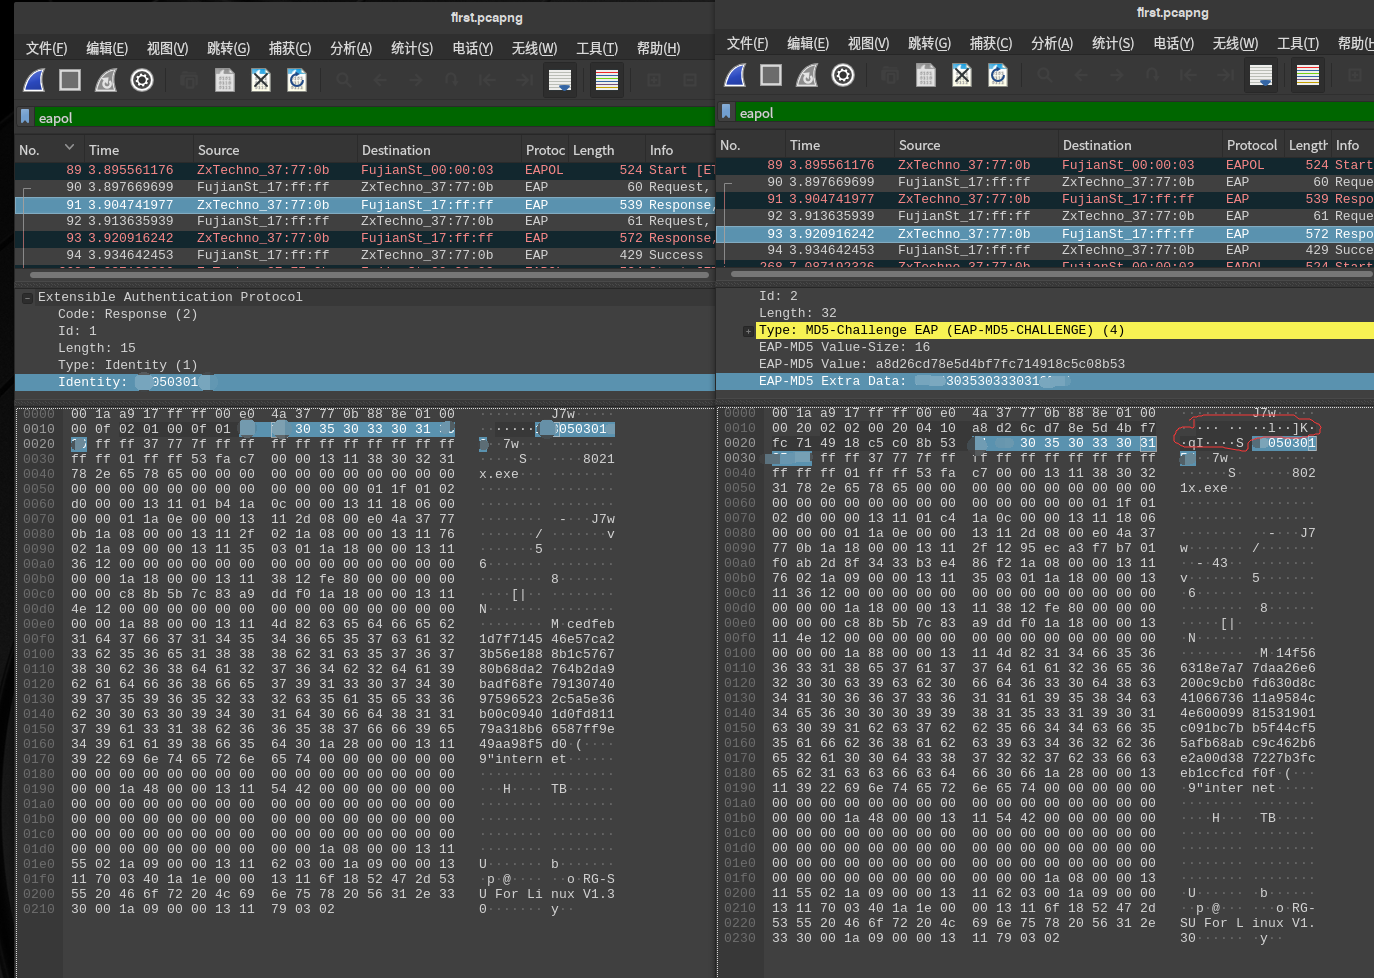 first.pcapng
文件(F) 编辑(E) 视图(V) 跳转(G) 捕获(C) 分析(A) 统计(S) 电话(Y) 无线(W) 工具(T) 帮助(H)
eapol
No. Time Source Destination Protoc Length Info
89 3.895561176 ZxTechno_37:77:0b FujianSt_00:00:03 EAPOL 524 Start [ET
90 3.897669699 FujianSt_17:ff:ff ZxTechno_37:77:0b EAP 60 Request,
91 3.904741977 ZxTechno_37:77:0b FujianSt_17:ff:ff EAP 539 Response,
92 3.913635939 FujianSt_17:ff:ff ZxTechno_37:77:0b EAP 61 Request,
93 3.920916242 ZxTechno_37:77:0b FujianSt_17:ff:ff EAP 572 Response,
94 3.934642453 FujianSt_17:ff:ff ZxTechno_37:77:0b EAP 429 Success
Extensible Authentication Protocol
Code: Response (2)
Id: 1
Length: 15
Type: Identity (1)
Identity: 050301
0000 00 1a a9 17 ff ff 00 e0 4a 37 77 0b 88 8e 01 00 ········ J7w·····
0010 00 0f 02 01 00 0f 01 30 35 30 33 30 31 050301
0020 ff ff 37 77 7f ff ff ff ff ff ff ff ff ff ·7w
0030 ff ff 01 ff ff 53 fa c7 00 00 13 11 38 30 32 31 ·····S·· ····8021
0040 78 2e 65 78 65 00 00 00 00 00 00 00 00 00 00 00 x.exe···
0050 00 00 00 00 00 00 00 00 00 00 00 00 01 1f 01 02
0060 d0 00 00 13 11 01 b4 1a 0c 00 00 13 11 18 06 00
0070 00 00 01 1a 0e 00 00 13 11 2d 08 00 e0 4a 37 77 ········ ·-···J7w
0080 0b 1a 08 00 00 13 11 2f 02 1a 08 00 00 13 11 76 ·······/ ·······v
0090 02 1a 09 00 00 13 11 35 03 01 1a 18 00 00 13 11 ·······5 ········
00a0 36 12 00 00 00 00 00 00 00 00 00 00 00 00 00 00 6·······
00b0 00 00 1a 18 00 00 13 11 38 12 fe 80 00 00 00 00 ········ 8·······
00c0 00 00 c8 8b 5b 7c 83 a9 dd f0 1a 18 00 00 13 11 ····[|··
00d0 4e 12 00 00 00 00 00 00 00 00 00 00 00 00 00 00 N·······
00e0 00 00 1a 88 00 00 13 11 4d 82 63 65 64 66 65 62 ········ M·cedfeb
00f0 31 64 37 66 37 31 34 35 34 36 65 35 37 63 61 32 1d7f7145 46e57ca2
0100 33 62 35 36 65 31 38 38 38 62 31 63 35 37 36 37 3b56e188 8b1c5767
0110 38 30 62 36 38 64 61 32 37 36 34 62 32 64 61 39 80b68da2 764b2da9
0120 62 61 64 66 36 38 66 65 37 39 31 33 30 37 34 30 badf68fe 79130740
0130 39 37 35 39 36 35 32 33 32 63 35 61 35 65 33 36 97596523 2c5a5e36
0140 62 30 30 63 30 39 34 30 31 64 30 66 64 38 31 31 b00c0940 1d0fd811
0150 37 39 61 33 31 38 62 36 36 35 38 37 66 66 39 65 79a318b6 6587ff9e
0160 34 39 61 61 39 38 66 35 64 30 1a 28 00 00 13 11 49aa98f5 d0·(····
0170 39 22 69 6e 74 65 72 6e 65 74 00 00 00 00 00 00 9"intern et······
0180 00 00 00 00 00 00 00 00 00 00 00 00 00 00 00 00
0190 00 00 1a 48 00 00 13 11 54 42 00 00 00 00 00 00 ···H···· TB······
01a0 00 00 00 00 00 00 00 00 00 00 00 00 00 00 00 00
01b0 00 00 00 00 00 00 00 00 00 00 00 00 00 00 00 00
01c0 00 00 00 00 00 00 00 00 00 00 00 00 00 00 00 00
01d0 00 00 00 00 00 00 00 00 00 00 1a 08 00 00 13 11
01e0 55 02 1a 09 00 00 13 11 62 03 00 1a 09 00 00 13 U······· b·······
01f0 11 70 03 40 1a 1e 00 00 13 11 6f 18 52 47 2d 53 ·p·@···· ··o·RG-S
0200 55 20 46 6f 72 20 4c 69 6e 75 78 20 56 31 2e 33 U For Li nux V1.3
0210 30 00 1a 09 00 00 13 11 79 03 02 0······· y··
first.pcapng
文件(F) 编辑(E) 视图(V) 跳转(G) 捕获(C) 分析(A) 统计(S) 电话(Y) 无线(W) 工具(T) 帮助(H
eapol
No. Time Source Destination Protocol Length Info
89 3.895561176 ZxTechno_37:77:0b FujianSt_00:00:03 EAPOL 524 Start
90 3.897669699 FujianSt_17:ff:ff ZxTechno_37:77:0b EAP 60 Reque
91 3.904741977 ZxTechno_37:77:0b FujianSt_17:ff:ff EAP 539 Respo
92 3.913635939 FujianSt_17:ff:ff ZxTechno_37:77:0b EAP 61 Reque
93 3.920916242 ZxTechno_37:77:0b FujianSt_17:ff:ff EAP 572 Respo
94 3.934642453 FujianSt_17:ff:ff ZxTechno_37:77:0b EAP 429 Succe
268 7.087192326 ZxTechno_37:77:0b FujianSt_00:00:03 EAPOL 524 Start
Id: 2
Length: 32
Type: MD5-Challenge EAP (EAP-MD5-CHALLENGE) (4)
EAP-MD5 Value-Size: 16
EAP-MD5 Value: a8d26cd78e5d4bf7fc714918c5c08b53
EAP-MD5 Extra Data: 303530333031
0000 00 1a a9 17 ff ff 00 e0 4a 37 77 0b 88 8e 01 00 ········ J7w·····
0010 00 20 02 02 00 20 04 10 a8 d2 6c d7 8e 5d 4b f7 · ··· ·· ··l··]K·
0020 fc 71 49 18 c5 c0 8b 53 30 35 30 33 30 31 ·qI····S 050301
0030 ff ff 37 77 7f ff ff ff ff ff ff ff ff ff ··7w
0040 ff ff ff 01 ff ff 53 fa c7 00 00 13 11 38 30 32 ······S· ·····802
0050 31 78 2e 65 78 65 00 00 00 00 00 00 00 00 00 00 1x.exe··
0060 00 00 00 00 00 00 00 00 00 00 00 00 00 01 1f 01
0070 02 d0 00 00 13 11 01 c4 1a 0c 00 00 13 11 18 06
0080 00 00 00 01 1a 0e 00 00 13 11 2d 08 00 e0 4a 37 ········ ··-···J7
0090 77 0b 1a 18 00 00 13 11 2f 12 95 ec a3 f7 b7 01 w······· /·······
00a0 f0 ab 2d 8f 34 33 b3 e4 86 f2 1a 08 00 00 13 11 ··-·43··
00b0 76 02 1a 09 00 00 13 11 35 03 01 1a 18 00 00 13 v······· 5·······
00c0 11 36 12 00 00 00 00 00 00 00 00 00 00 00 00 00 ·6······
00d0 00 00 00 1a 18 00 00 13 11 38 12 fe 80 00 00 00 ········ ·8······
00e0 00 00 00 c8 8b 5b 7c 83 a9 dd f0 1a 18 00 00 13 ·····[|·
00f0 11 4e 12 00 00 00 00 00 00 00 00 00 00 00 00 00 ·N······
0100 00 00 00 1a 88 00 00 13 11 4d 82 31 34 66 35 36 ········ ·M·14f56
0110 36 33 31 38 65 37 61 37 37 64 61 61 32 36 65 36 6318e7a7 7daa26e6
0120 32 30 30 63 39 63 62 30 66 64 36 33 30 64 38 63 200c9cb0 fd630d8c
0130 34 31 30 36 36 37 33 36 31 31 61 39 35 38 34 63 41066736 11a9584c
0140 34 65 36 30 30 30 39 39 38 31 35 33 31 39 30 31 4e600099 81531901
0150 63 30 39 31 62 63 37 62 62 35 66 34 34 63 66 35 c091bc7b b5f44cf5
0160 35 61 66 62 36 38 61 62 63 39 63 34 36 32 62 36 5afb68ab c9c462b6
0170 65 32 61 30 30 64 33 38 37 32 32 37 62 33 66 63 e2a00d38 7227b3fc
0180 65 62 31 63 63 66 63 64 66 30 66 1a 28 00 00 13 eb1ccfcd f0f·(···
0190 11 39 22 69 6e 74 65 72 6e 65 74 00 00 00 00 00 ·9"inter net·····
01a0 00 00 00 00 00 00 00 00 00 00 00 00 00 00 00 00
01b0 00 00 00 1a 48 00 00 13 11 54 42 00 00 00 00 00 ····H··· ·TB·····
01c0 00 00 00 00 00 00 00 00 00 00 00 00 00 00 00 00
01d0 00 00 00 00 00 00 00 00 00 00 00 00 00 00 00 00
01e0 00 00 00 00 00 00 00 00 00 00 00 00 00 00 00 00
01f0 00 00 00 00 00 00 00 00 00 00 00 1a 08 00 00 13
0200 11 55 02 1a 09 00 00 13 11 62 03 00 1a 09 00 00 ·U······ ·b······
0210 13 11 70 03 40 1a 1e 00 00 13 11 6f 18 52 47 2d ··p·@··· ···o·RG-
0220 53 55 20 46 6f 72 20 4c 69 6e 75 78 20 56 31 2e SU For L inux V1.
0230 33 30 00 1a 09 00 00 13 11 79 03 02 30······ ·y··